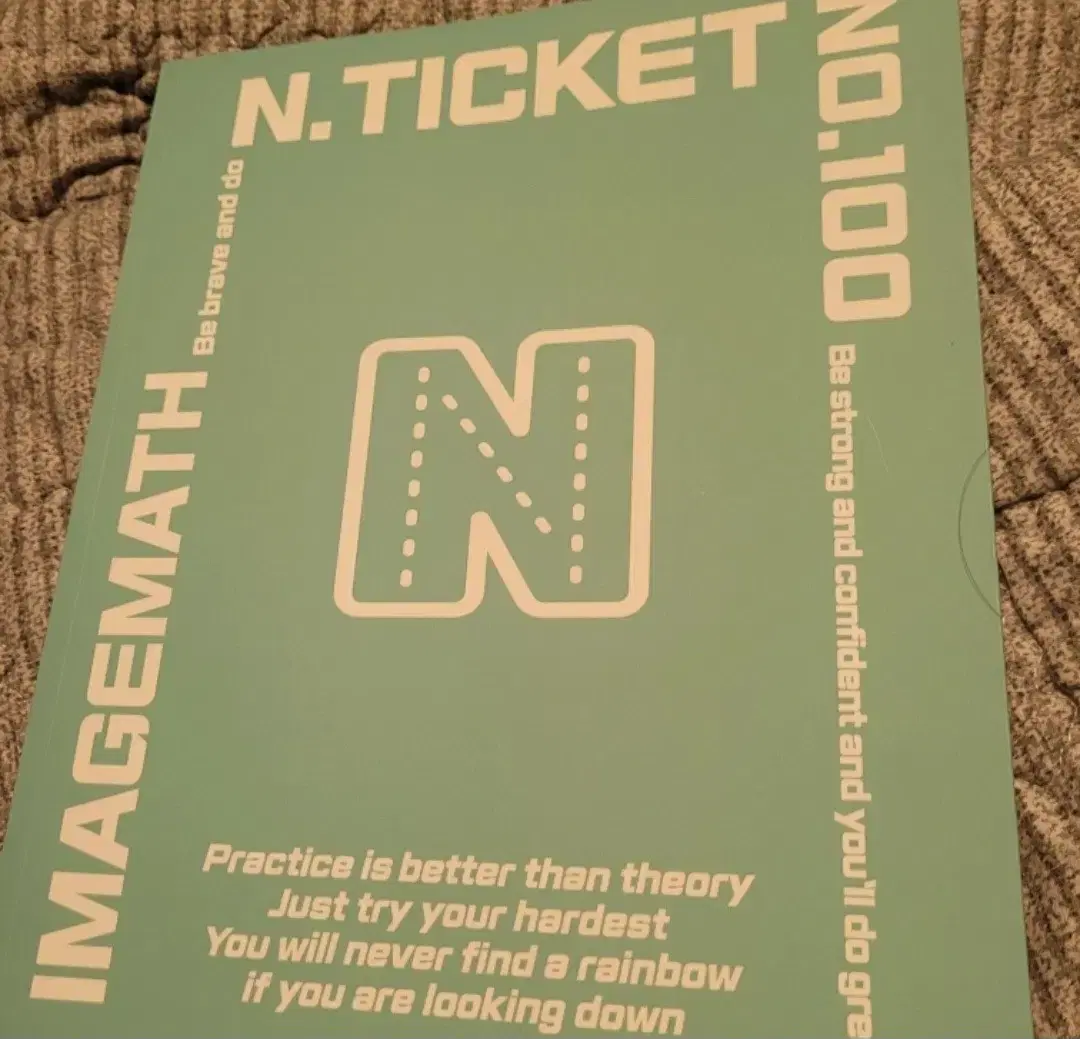 N.TICKET
NO.100
Be strong and confident and you'll do gre
IMAGEMATH
Be brave and do
N
Practice is better than theory
Just try your hardest
You will never find a rainbow
if you are looking down